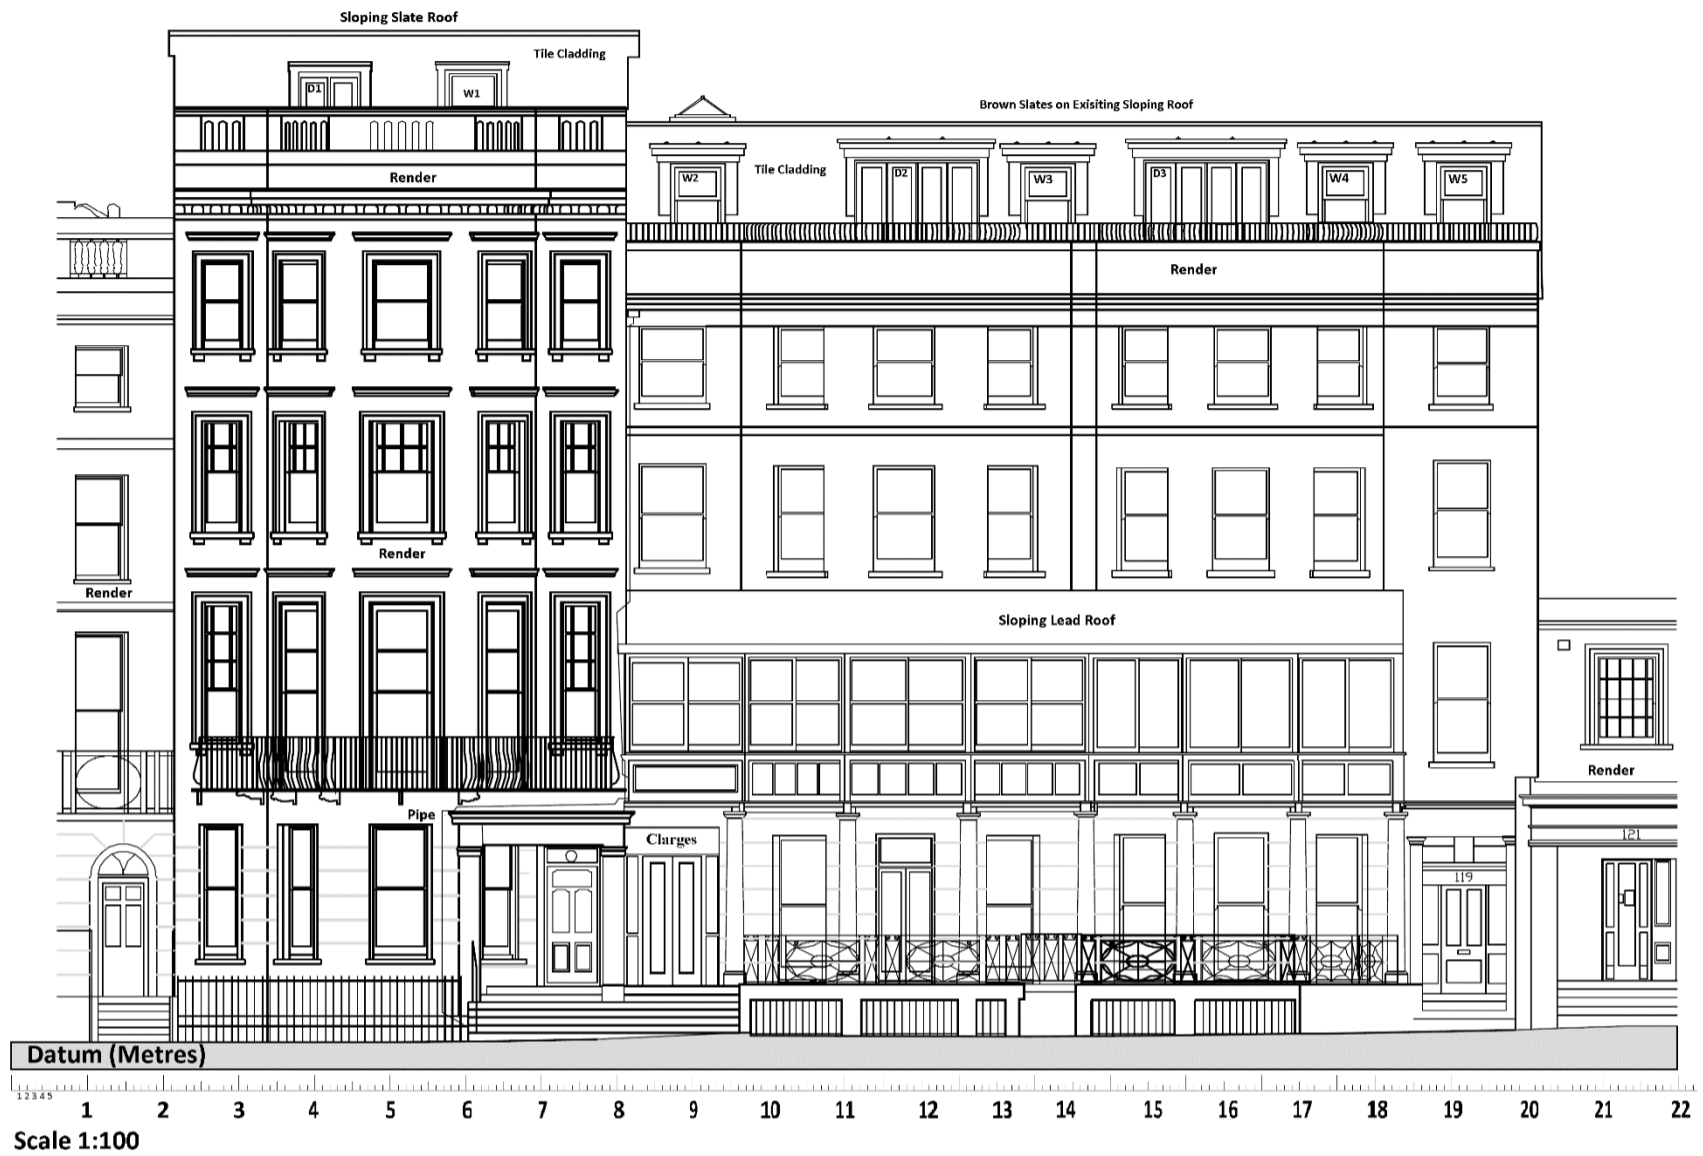 Sloping Slate Roof
Tile Cladding
D1
W1
Brown Slates on Exisiting Sloping Roof
Render
W2
Tile Cladding
D2
W3
D3
W4
W5
Render
Render
Render
Sloping Lead Roof
Render
Pipe
Clarges
121
119
Datum (Metres)
1 2 3 4 5
1 2 3 4 5 6 7 8 9 10 11 12 13 14 15 16 17 18 19 20 21 22
Scale 1:100